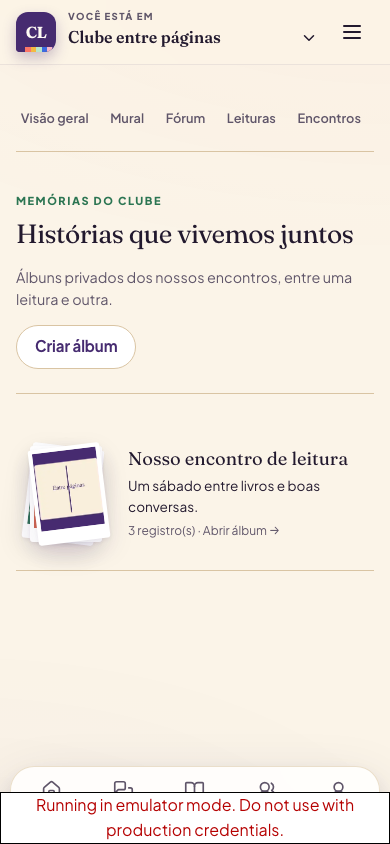 CL
VOCÊ ESTÁ EM
Clube entre páginas
Visão geral Mural Fórum Leituras Encontros
MEMÓRIAS DO CLUBE
Histórias que vivemos juntos
Álbuns privados dos nossos encontros, entre uma
leitura e outra.
Criar álbum
Entre páginas
Nosso encontro de leitura
Um sábado entre livros e boas
conversas.
3 registro(s) · Abrir álbum →
Running in emulator mode. Do not use with
production credentials.